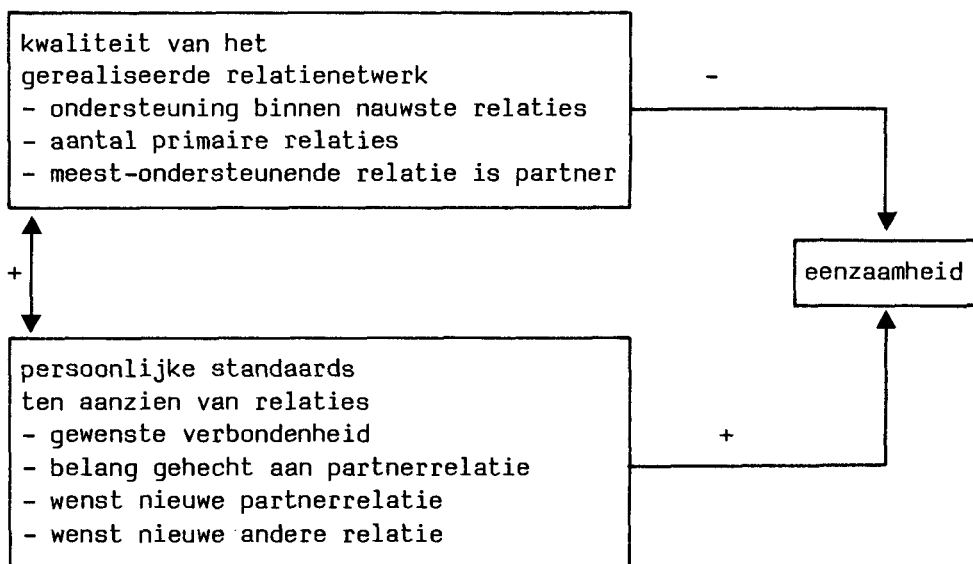 kwaliteit van het
gerealiseerde relatienetwerk
- ondersteuning binnen nauwste relaties
- aantal primaire relaties
- meest-ondersteunende relatie is partner
-
+
eenzaamheid
persoonlijke standaards
ten aanzien van relaties
- gewenste verbondenheid
- belang gehecht aan partnerrelatie
- wenst nieuwe partnerrelatie
- wenst nieuwe andere relatie
+